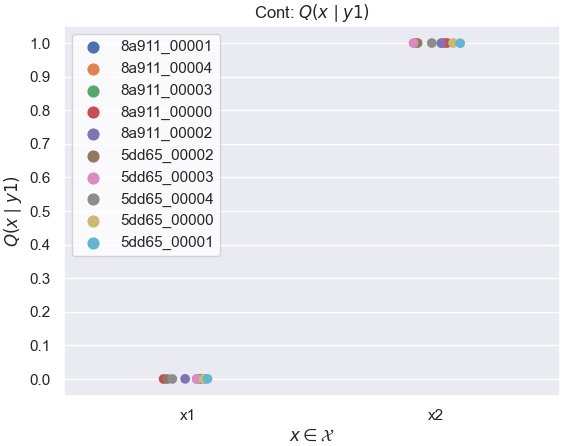 Cont: Q(x | y1)
1.0
0.9
0.8
0.7
0.6
0.5
0.4
0.3
0.2
0.1
0.0
Q(x | y1)
8a911_00001
8a911_00004
8a911_00003
8a911_00000
8a911_00002
5dd65_00002
5dd65_00003
5dd65_00004
5dd65_00000
5dd65_00001
x1
x2
x ∈ 𝒳